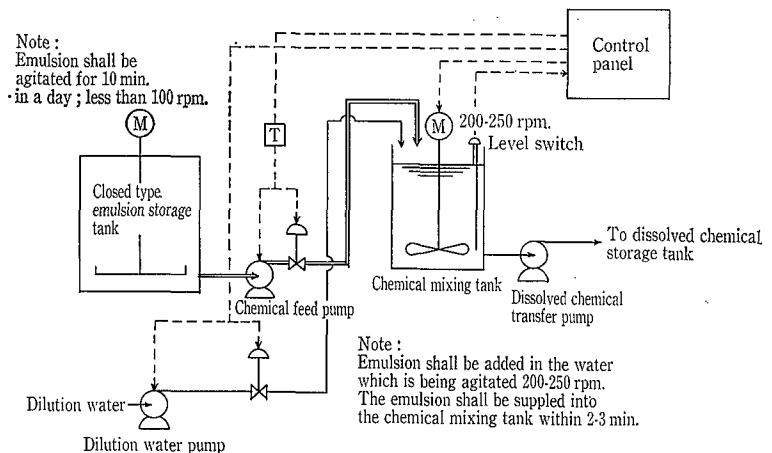 Note :
Emulsion shall be
agitated for 10 min.
in a day ; less than 100 rpm.
M
Closed type
emulsion storage
tank
T
Control
panel
M
200-250 rpm.
Level switch
Chemical feed pump
Chemical mixing tank
To dissolved chemical
storage tank
Dissolved chemical
transfer pump
Note :
Emulsion shall be added in the water
which is being agitated 200-250 rpm.
The emulsion shall be suppled into
the chemical mixing tank within 2-3 min.
Dilution water
Dilution water pump